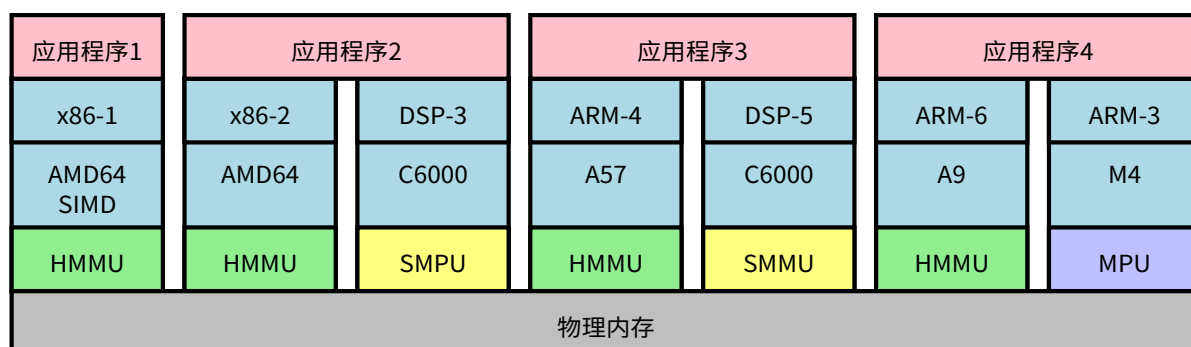 应用程序1 应用程序2 应用程序3 应用程序4
x86-1 x86-2 DSP-3 ARM-4 DSP-5 ARM-6 ARM-3
AMD64 SIMD AMD64 C6000 A57 C6000 A9 M4
HMMU HMMU SMPU HMMU SMMU HMMU MPU
物理内存